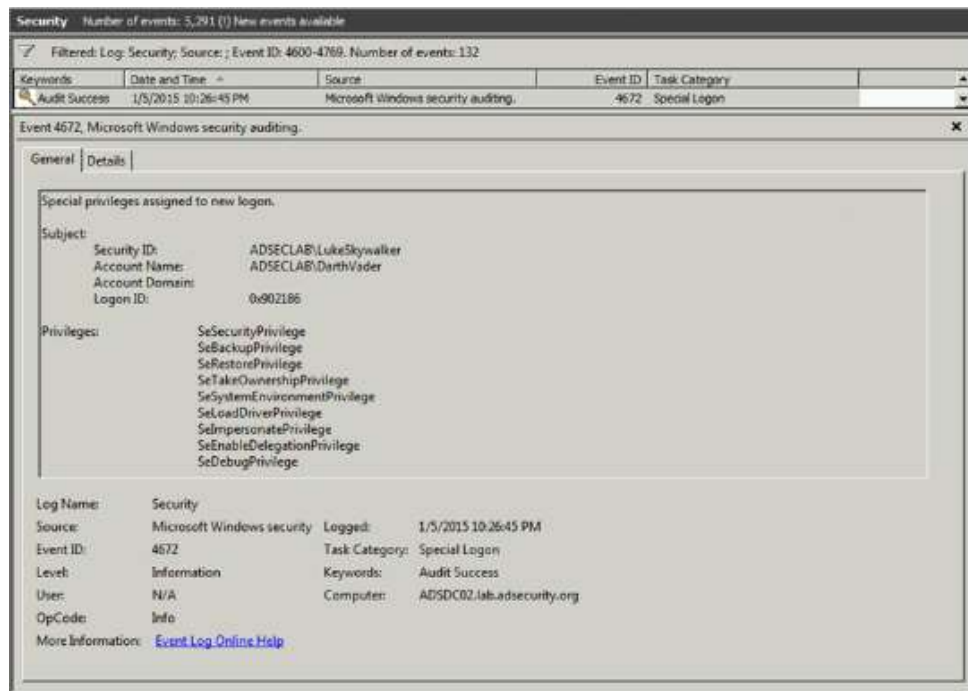 Security Number of events: 5,291 (!) New events available
Filtered: Log: Security; Source: ; Event ID: 4600-4769. Number of events: 132
Keywords Date and Time Source Event ID Task Category
Audit Success 1/5/2015 10:26:45 PM Microsoft Windows security auditing. 4672 Special Logon
Event 4672, Microsoft Windows security auditing.
General Details
Special privileges assigned to new logon.
Subject:
Security ID: ADSECLAB\LukeSkywalker
Account Name: ADSECLAB\DarthVader
Account Domain:
Logon ID: 0x902186
Privileges: SeSecurityPrivilege
SeBackupPrivilege
SeRestorePrivilege
SeTakeOwnershipPrivilege
SeSystemEnvironmentPrivilege
SeLoadDriverPrivilege
SeImpersonatePrivilege
SeEnableDelegationPrivilege
SeDebugPrivilege
Log Name: Security
Source: Microsoft Windows security Logged: 1/5/2015 10:26:45 PM
Event ID: 4672 Task Category: Special Logon
Level: Information Keywords: Audit Success
User: N/A Computer: ADSDC02.lab.adsecurity.org
OpCode: Info
More Information: Event Log Online Help